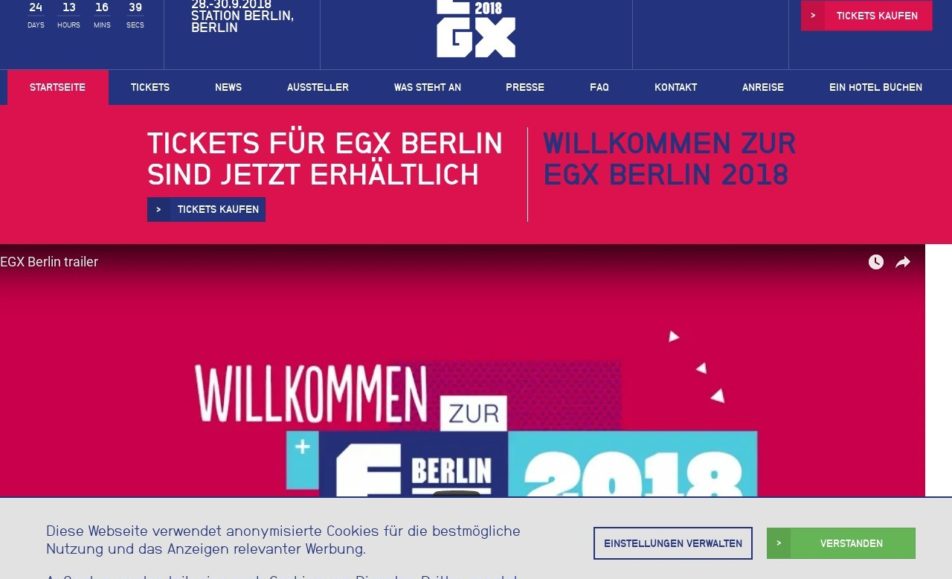 24 13 16 39
DAYS HOURS MINS SECS
28.-30.9.2018
STATION BERLIN,
BERLIN
2018
EGX
> TICKETS KAUFEN
STARTSEITE TICKETS NEWS AUSSTELLER WAS STEHT AN PRESSE FAQ KONTAKT ANREISE EIN HOTEL BUCHEN
TICKETS FÜR EGX BERLIN
SIND JETZT ERHÄLTLICH
> TICKETS KAUFEN
WILLKOMMEN ZUR
EGX BERLIN 2018
EGX Berlin trailer
WILLKOMMEN
ZUR
BERLIN
2018
Diese Webseite verwendet anonymisierte Cookies für die bestmögliche
Nutzung und das Anzeigen relevanter Werbung.
EINSTELLUNGEN VERWALTEN
> VERSTANDEN